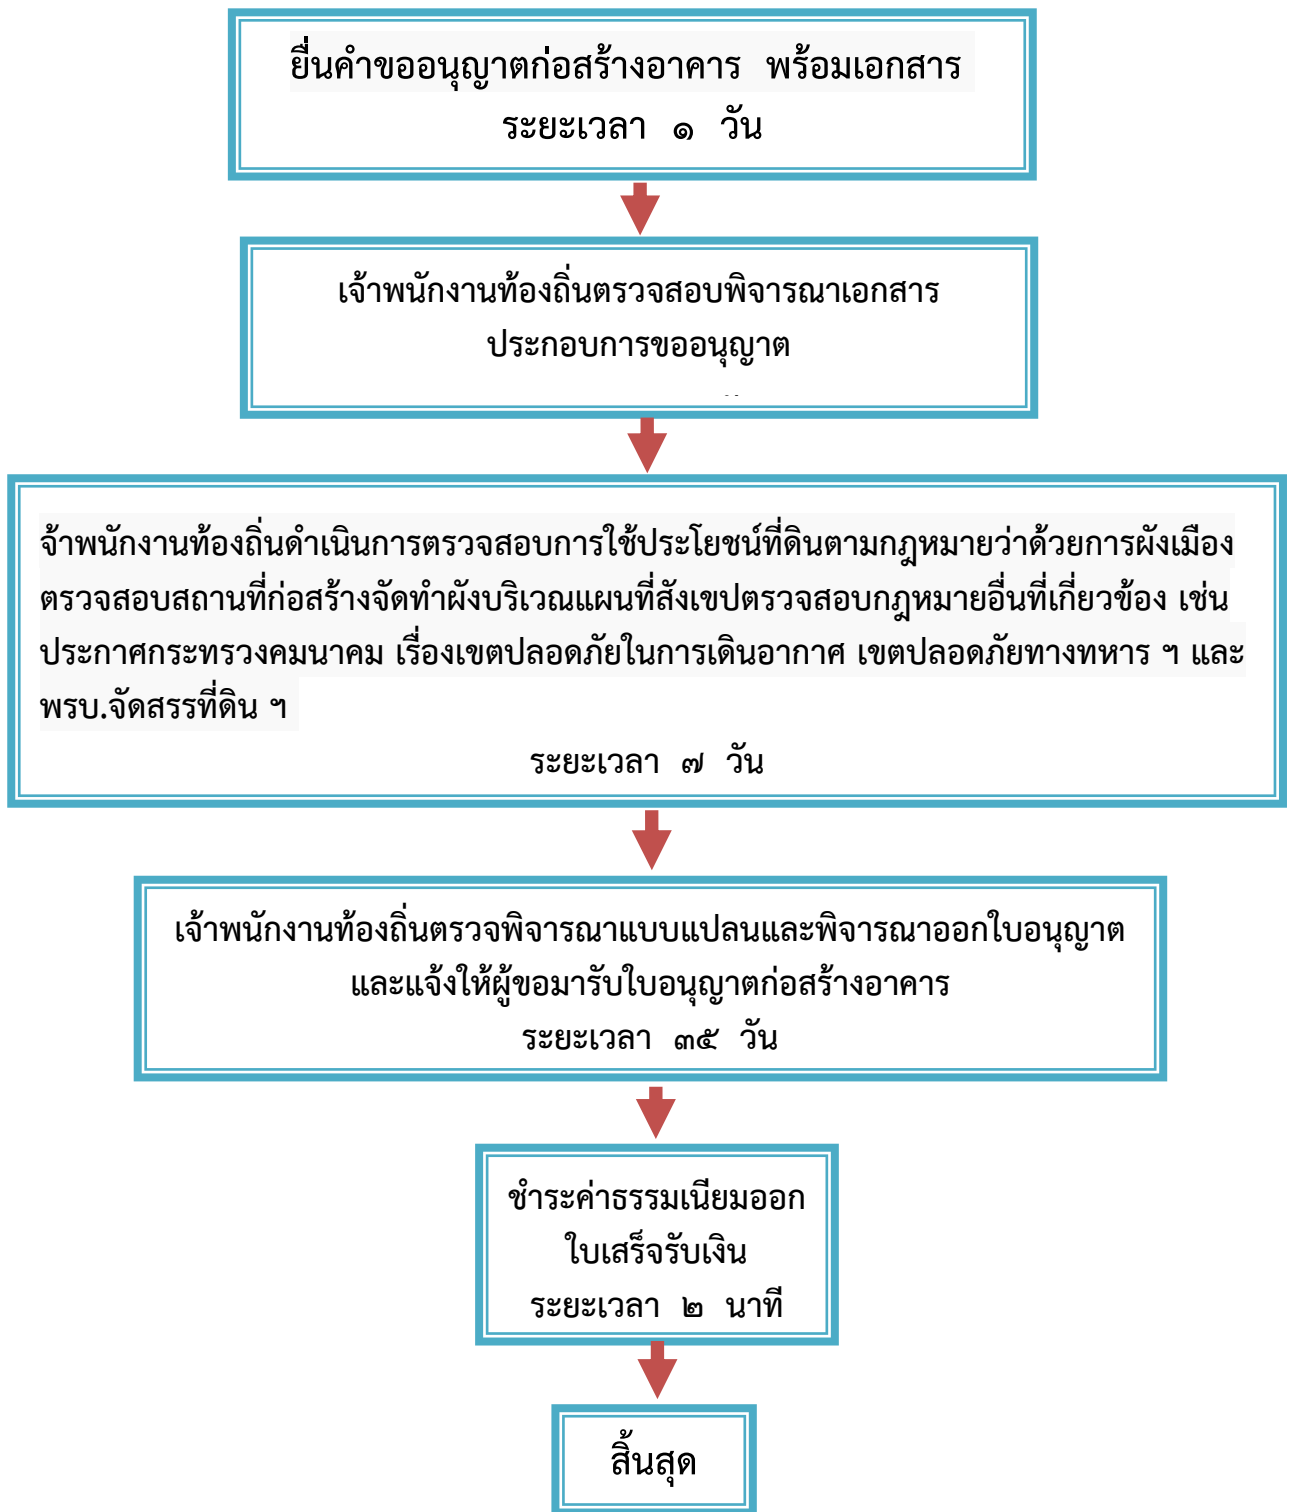 ยื่นคำขออนุญาตก่อสร้างอาคาร พร้อมเอกสาร
ระยะเวลา ๑ วัน
เจ้าพนักงานท้องถิ่นตรวจสอบพิจารณาเอกสาร
ประกอบการขออนุญาต
จ้าพนักงานท้องถิ่นดำเนินการตรวจสอบการใช้ประโยชน์ที่ดินตามกฎหมายว่าด้วยการผังเมือง
ตรวจสอบสถานที่ก่อสร้างจัดทำผังบริเวณแผนที่สังเขปตรวจสอบกฎหมายอื่นที่เกี่ยวข้อง เช่น
ประกาศกระทรวงคมนาคม เรื่องเขตปลอดภัยในการเดินอากาศ เขตปลอดภัยทางทหาร ฯ และ
พรบ.จัดสรรที่ดิน ฯ
ระยะเวลา ๗ วัน
เจ้าพนักงานท้องถิ่นตรวจพิจารณาแบบแปลนและพิจารณาออกใบอนุญาต
และแจ้งให้ผู้ขอมารับใบอนุญาตก่อสร้างอาคาร
ระยะเวลา ๓๕ วัน
ชำระค่าธรรมเนียมออก
ใบเสร็จรับเงิน
ระยะเวลา ๒ นาที
สิ้นสุด